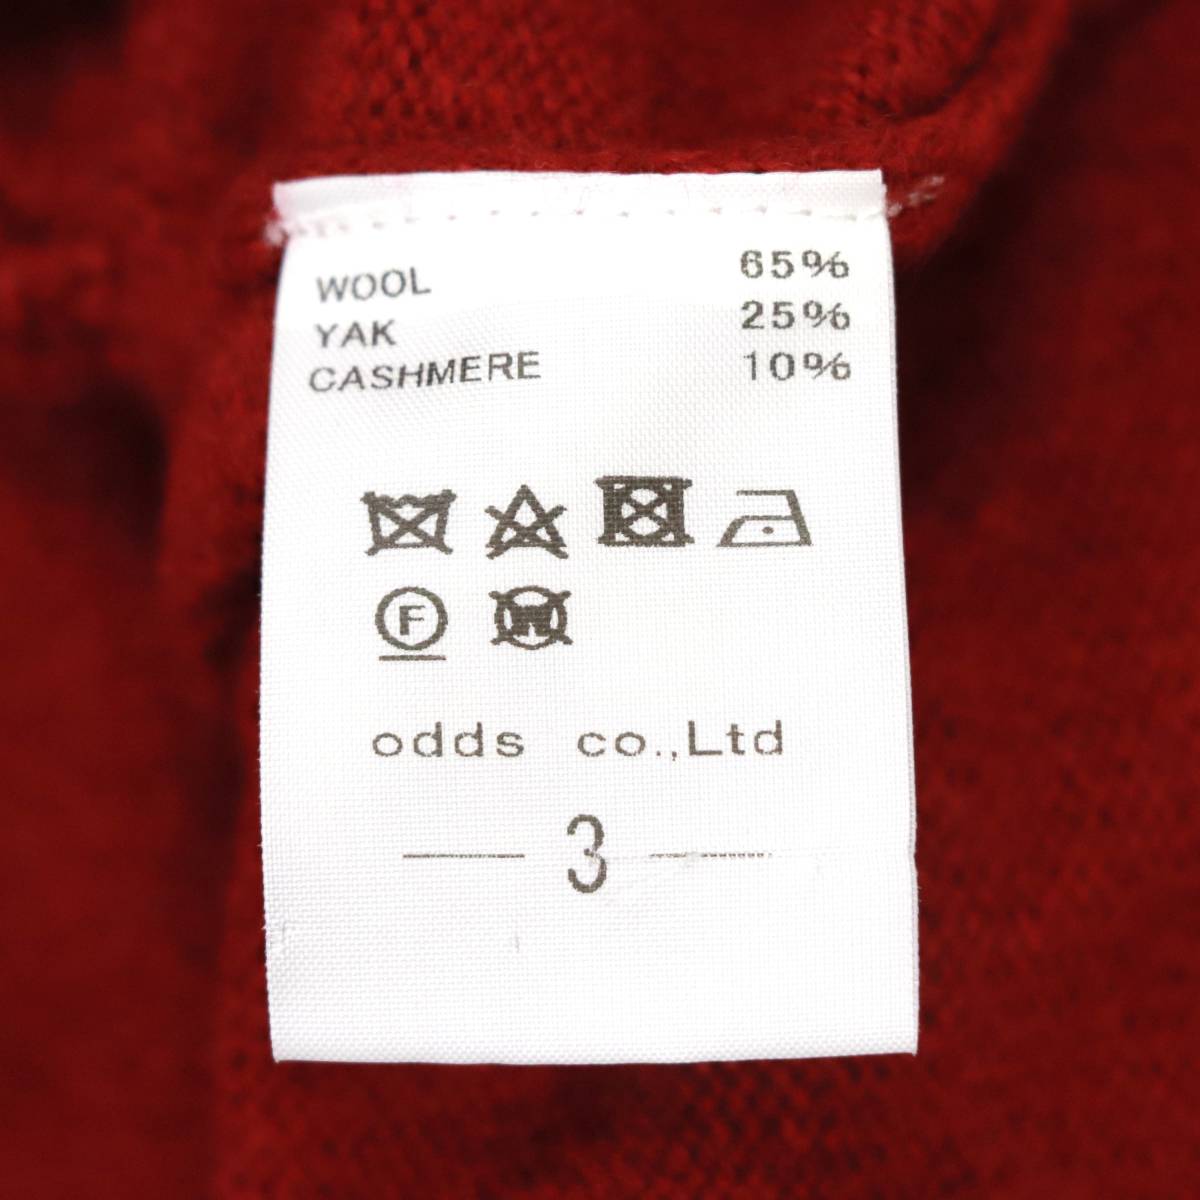 WOOL 65%
YAK 25%
CASHMERE 10%
F W
odds co.,Ltd
3